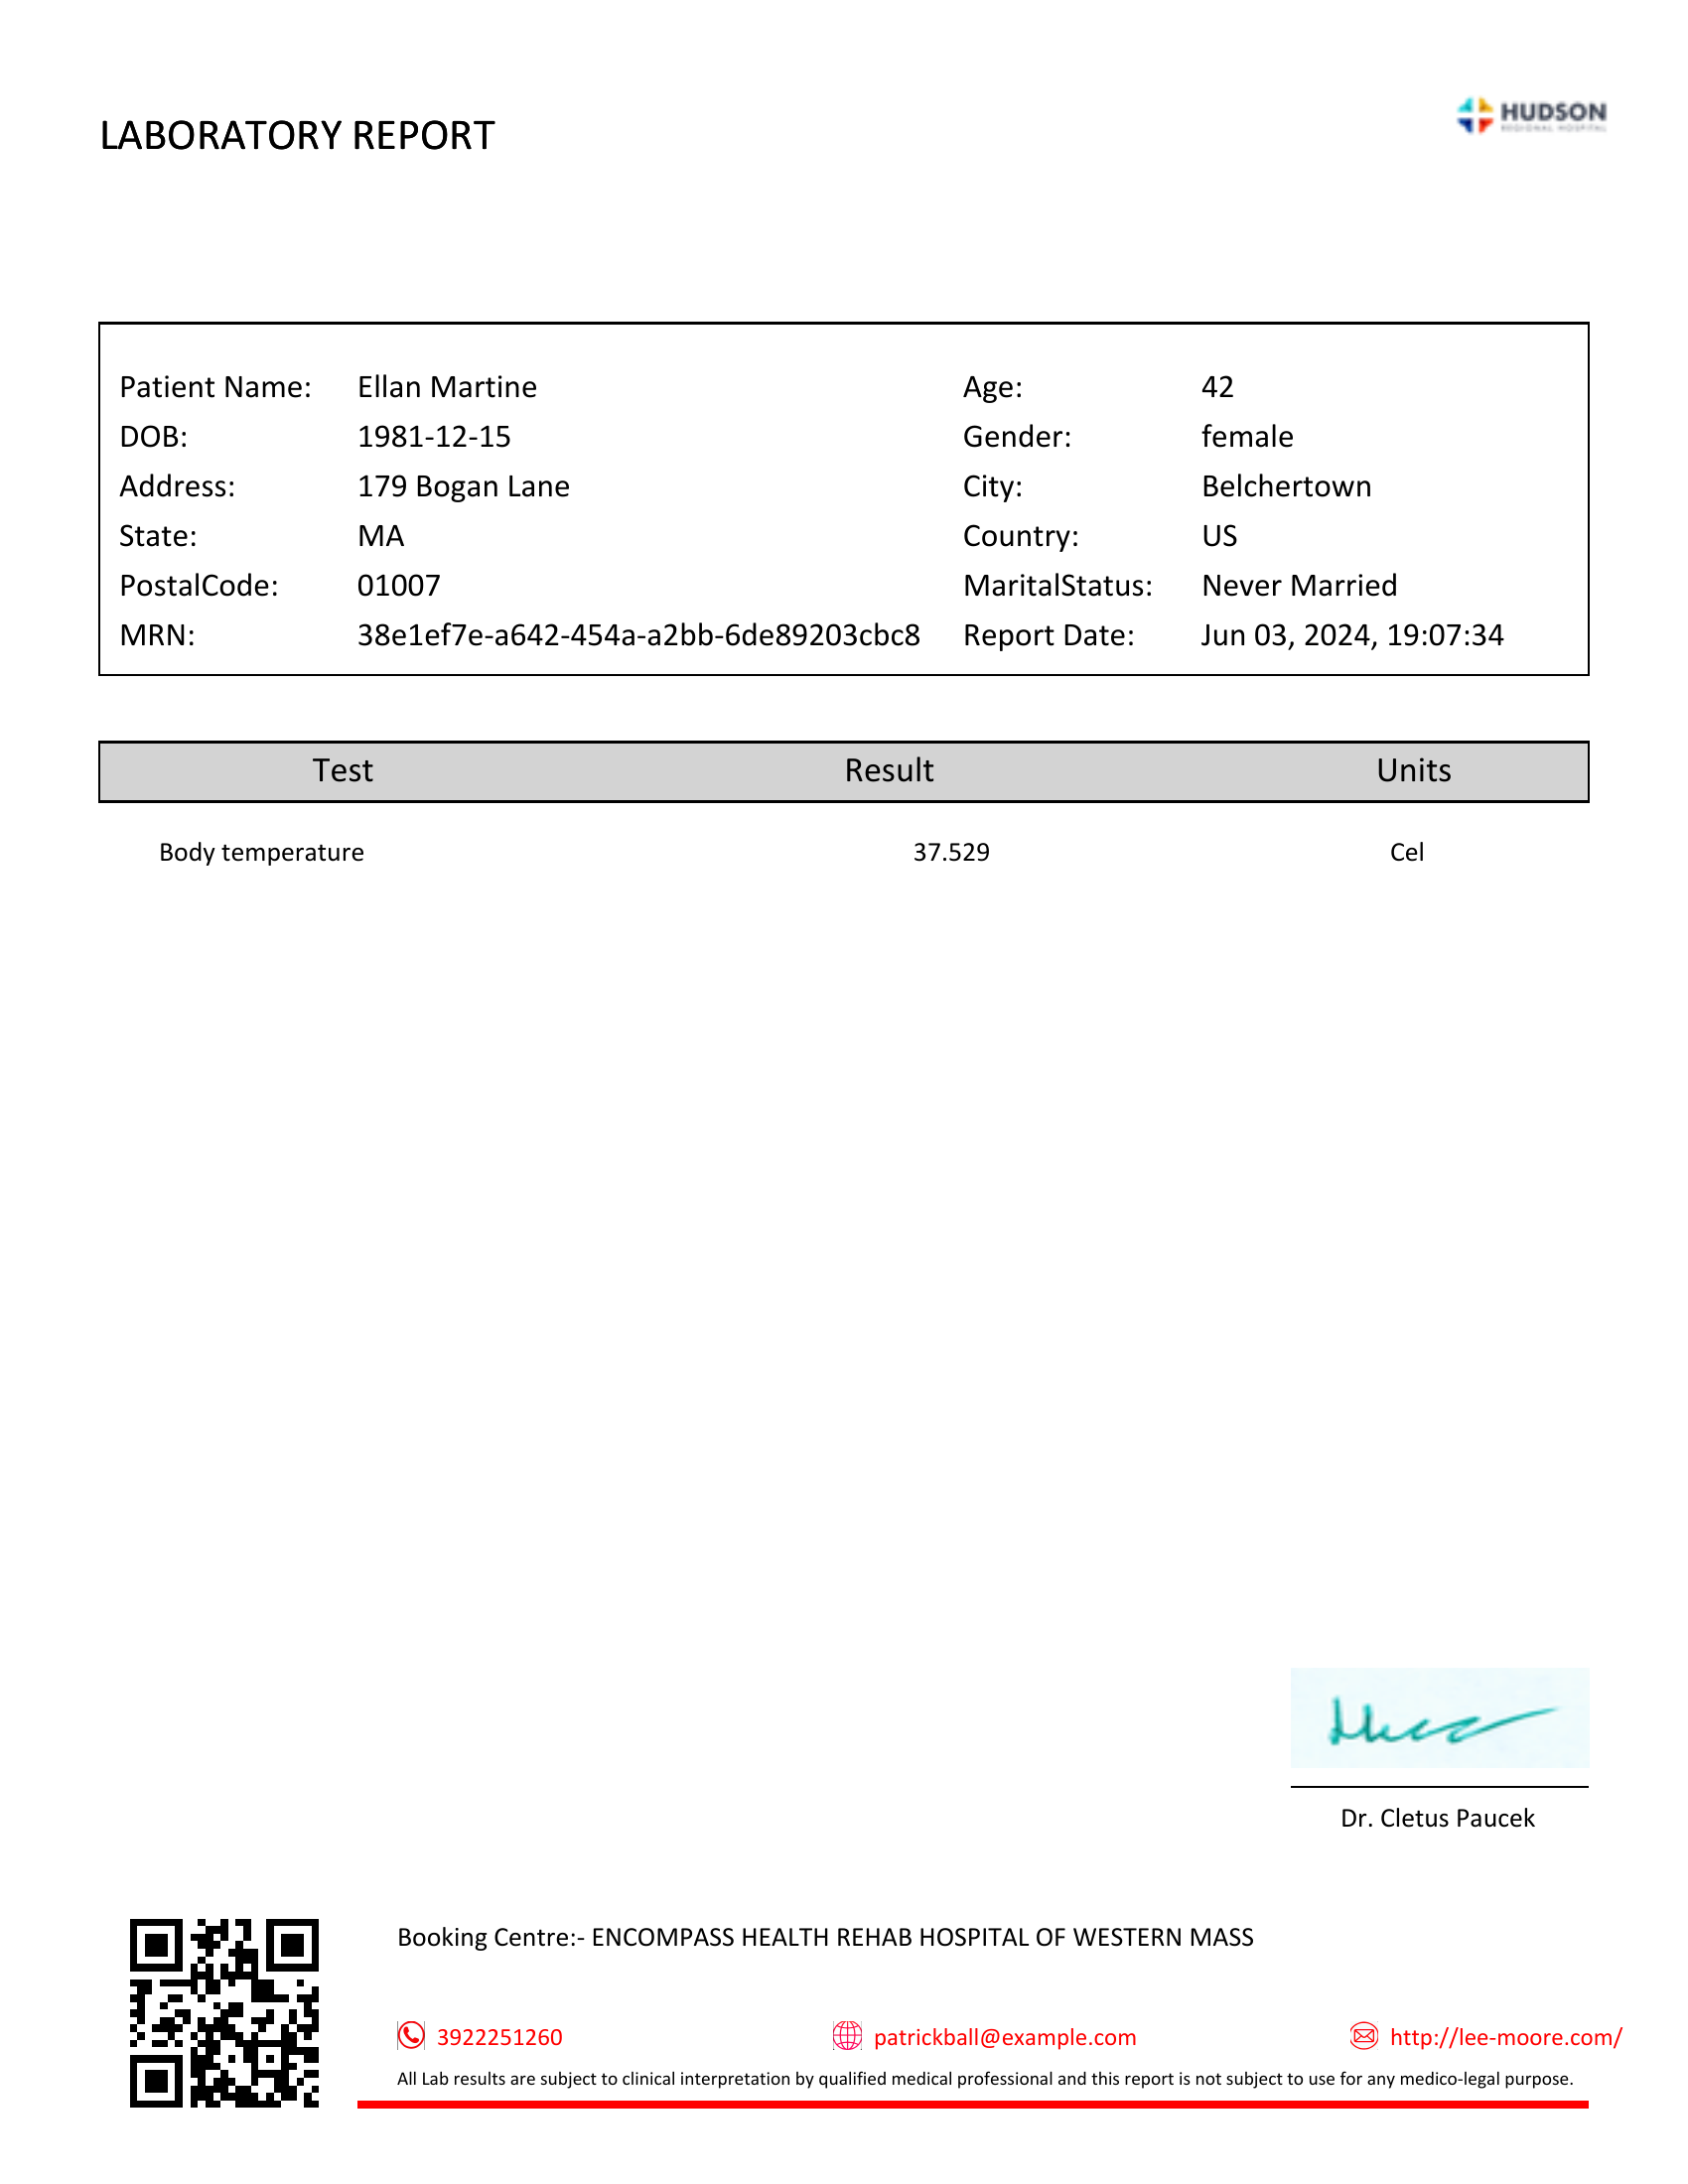 LABORATORY REPORT
HUDSON
REGIONAL HOSPITAL
Patient Name: Ellan Martine Age: 42
DOB: 1981-12-15 Gender: female
Address: 179 Bogan Lane City: Belchertown
State: MA Country: US
PostalCode: 01007 MaritalStatus: Never Married
MRN: 38e1ef7e-a642-454a-a2bb-6de89203cbc8 Report Date: Jun 03, 2024, 19:07:34
Test Result Units
Body temperature 37.529 Cel
Dr. Cletus Paucek
Booking Centre:- ENCOMPASS HEALTH REHAB HOSPITAL OF WESTERN MASS
3922251260 patrickball@example.com http://lee-moore.com/
All Lab results are subject to clinical interpretation by qualified medical professional and this report is not subject to use for any medico-legal purpose.